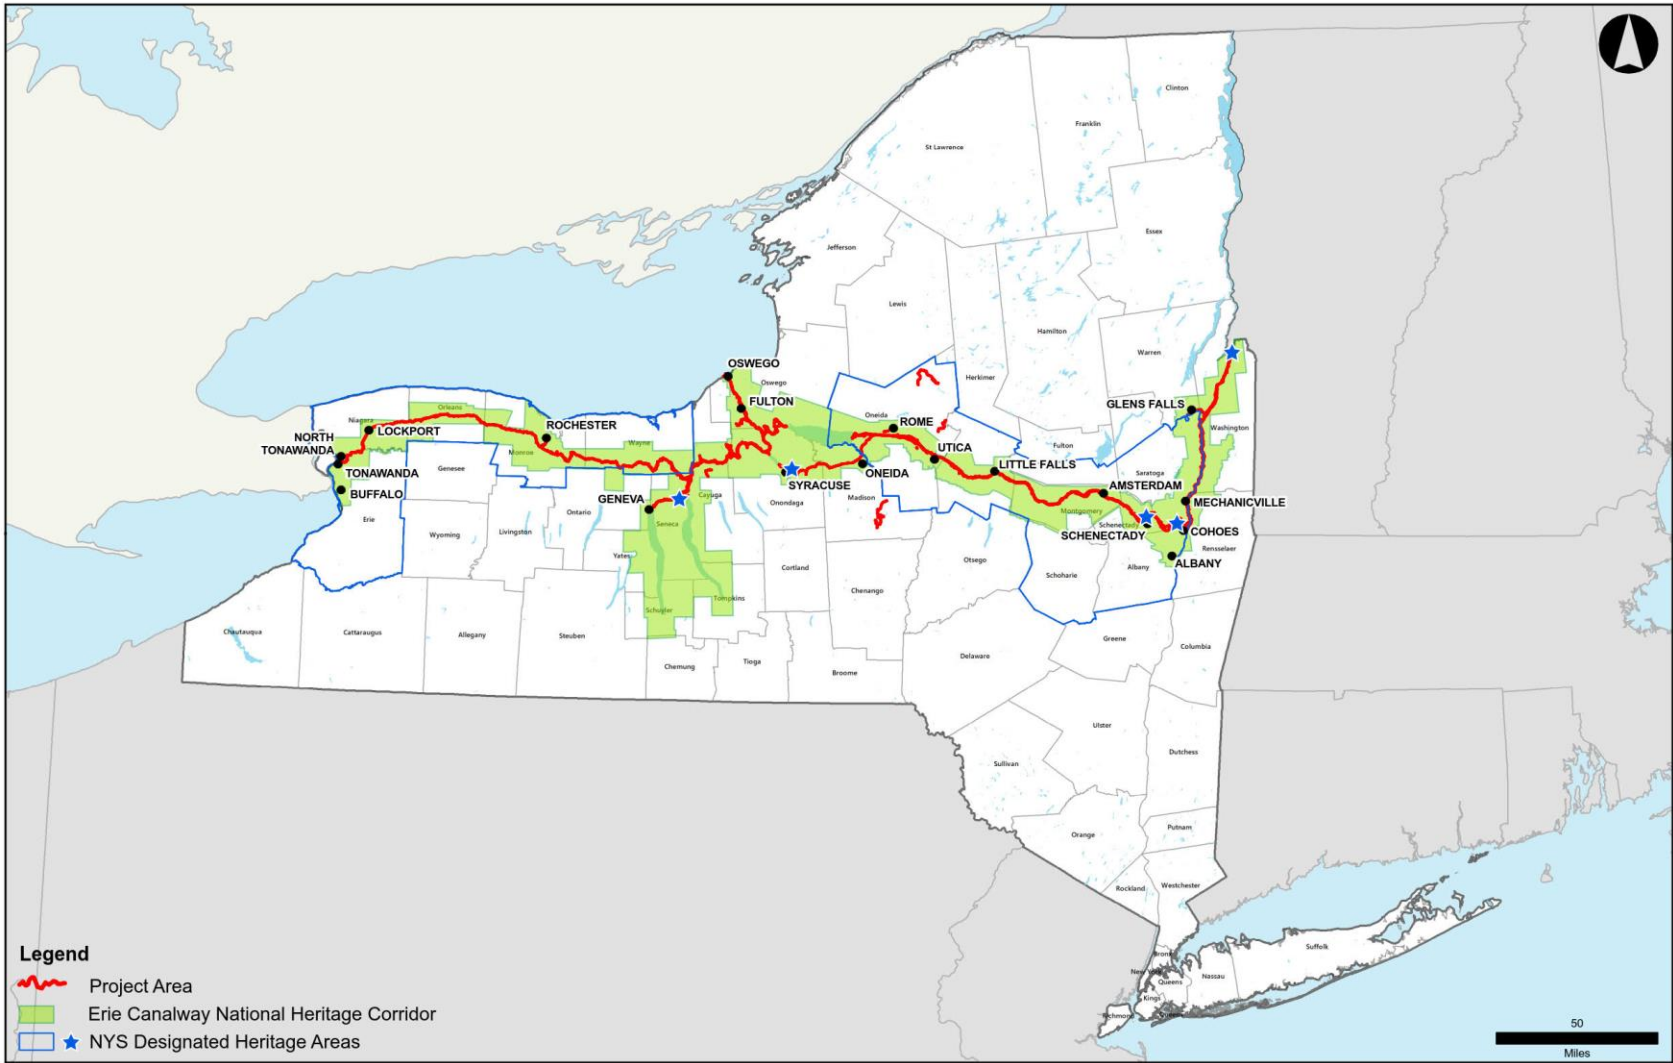 Clinton
Franklin
St Lawrence
Essex
Jefferson
Lewis
Hamilton
Warren
OSWEGO
Oswego
Herkimer
FULTON
GLENS FALLS
Orleans
Oneida
Niagara
ROME
Washington
LOCKPORT
ROCHESTER
NORTH
TONAWANDA
Wayne
Fulton
UTICA
Monroe
TONAWANDA
Genesee
LITTLE FALLS
Saratoga
ONEIDA
SYRACUSE
AMSTERDAM
BUFFALO
GENEVA
Cayuga
Madison
MECHANICVILLE
Onondaga
Ontario
Montgomery
Erie
Seneca
Schenectady
COHOES
SCHENECTADY
Wyoming
Livingston
Rensselaer
Yates
Otsego
ALBANY
Albany
Cortland
Schoharie
Chenango
Tompkins
Schuyler
Chautauqua
Cattaraugus
Allegany
Steuben
Greene
Columbia
Delaware
Chemung
Tioga
Broome
Ulster
Dutchess
Sullivan
Putnam
Orange
Rockland
Westchester
Suffolk
Bronx
Nassau
New York
Queens
Kings
Richmond
Legend
Project Area
Erie Canalway National Heritage Corridor
NYS Designated Heritage Areas
50
Miles